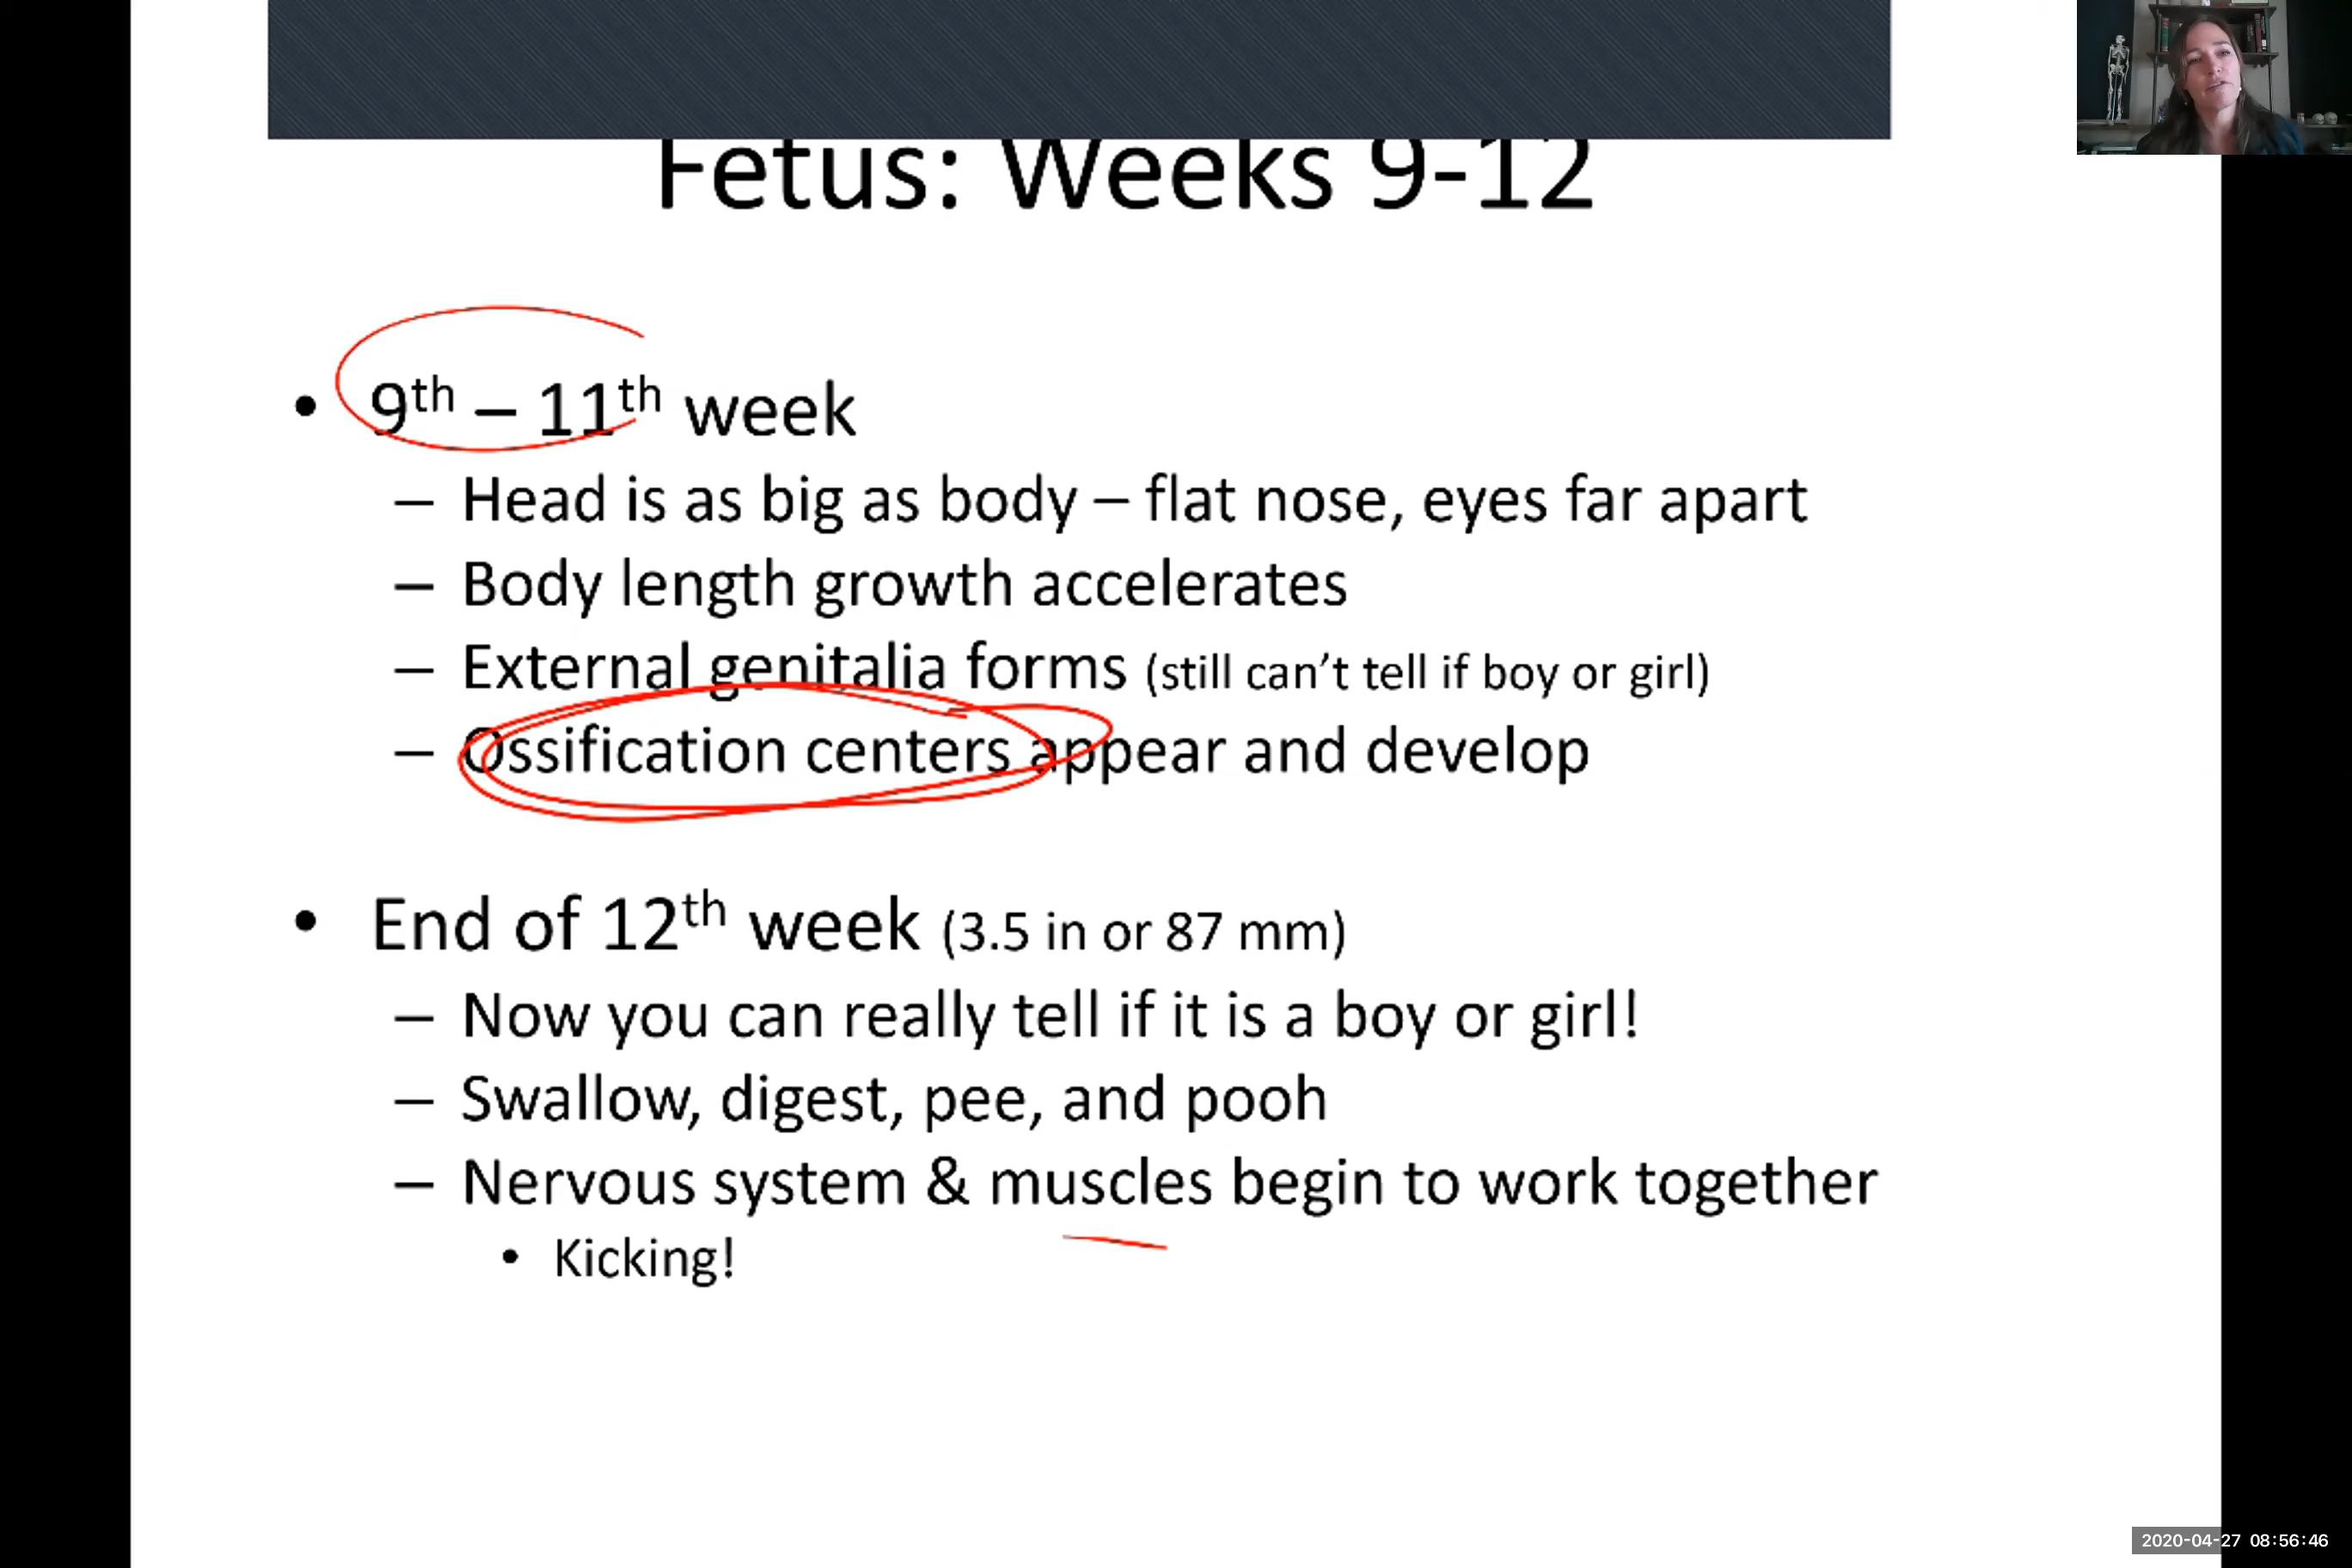 Fetus: Weeks 9-12
• 9th – 11th week
– Head is as big as body – flat nose, eyes far apart
– Body length growth accelerates
– External genitalia forms (still can't tell if boy or girl)
– Ossification centers appear and develop
• End of 12th week (3.5 in or 87 mm)
– Now you can really tell if it is a boy or girl!
– Swallow, digest, pee, and pooh
– Nervous system & muscles begin to work together
• Kicking!
2020-04-27 08:56:46